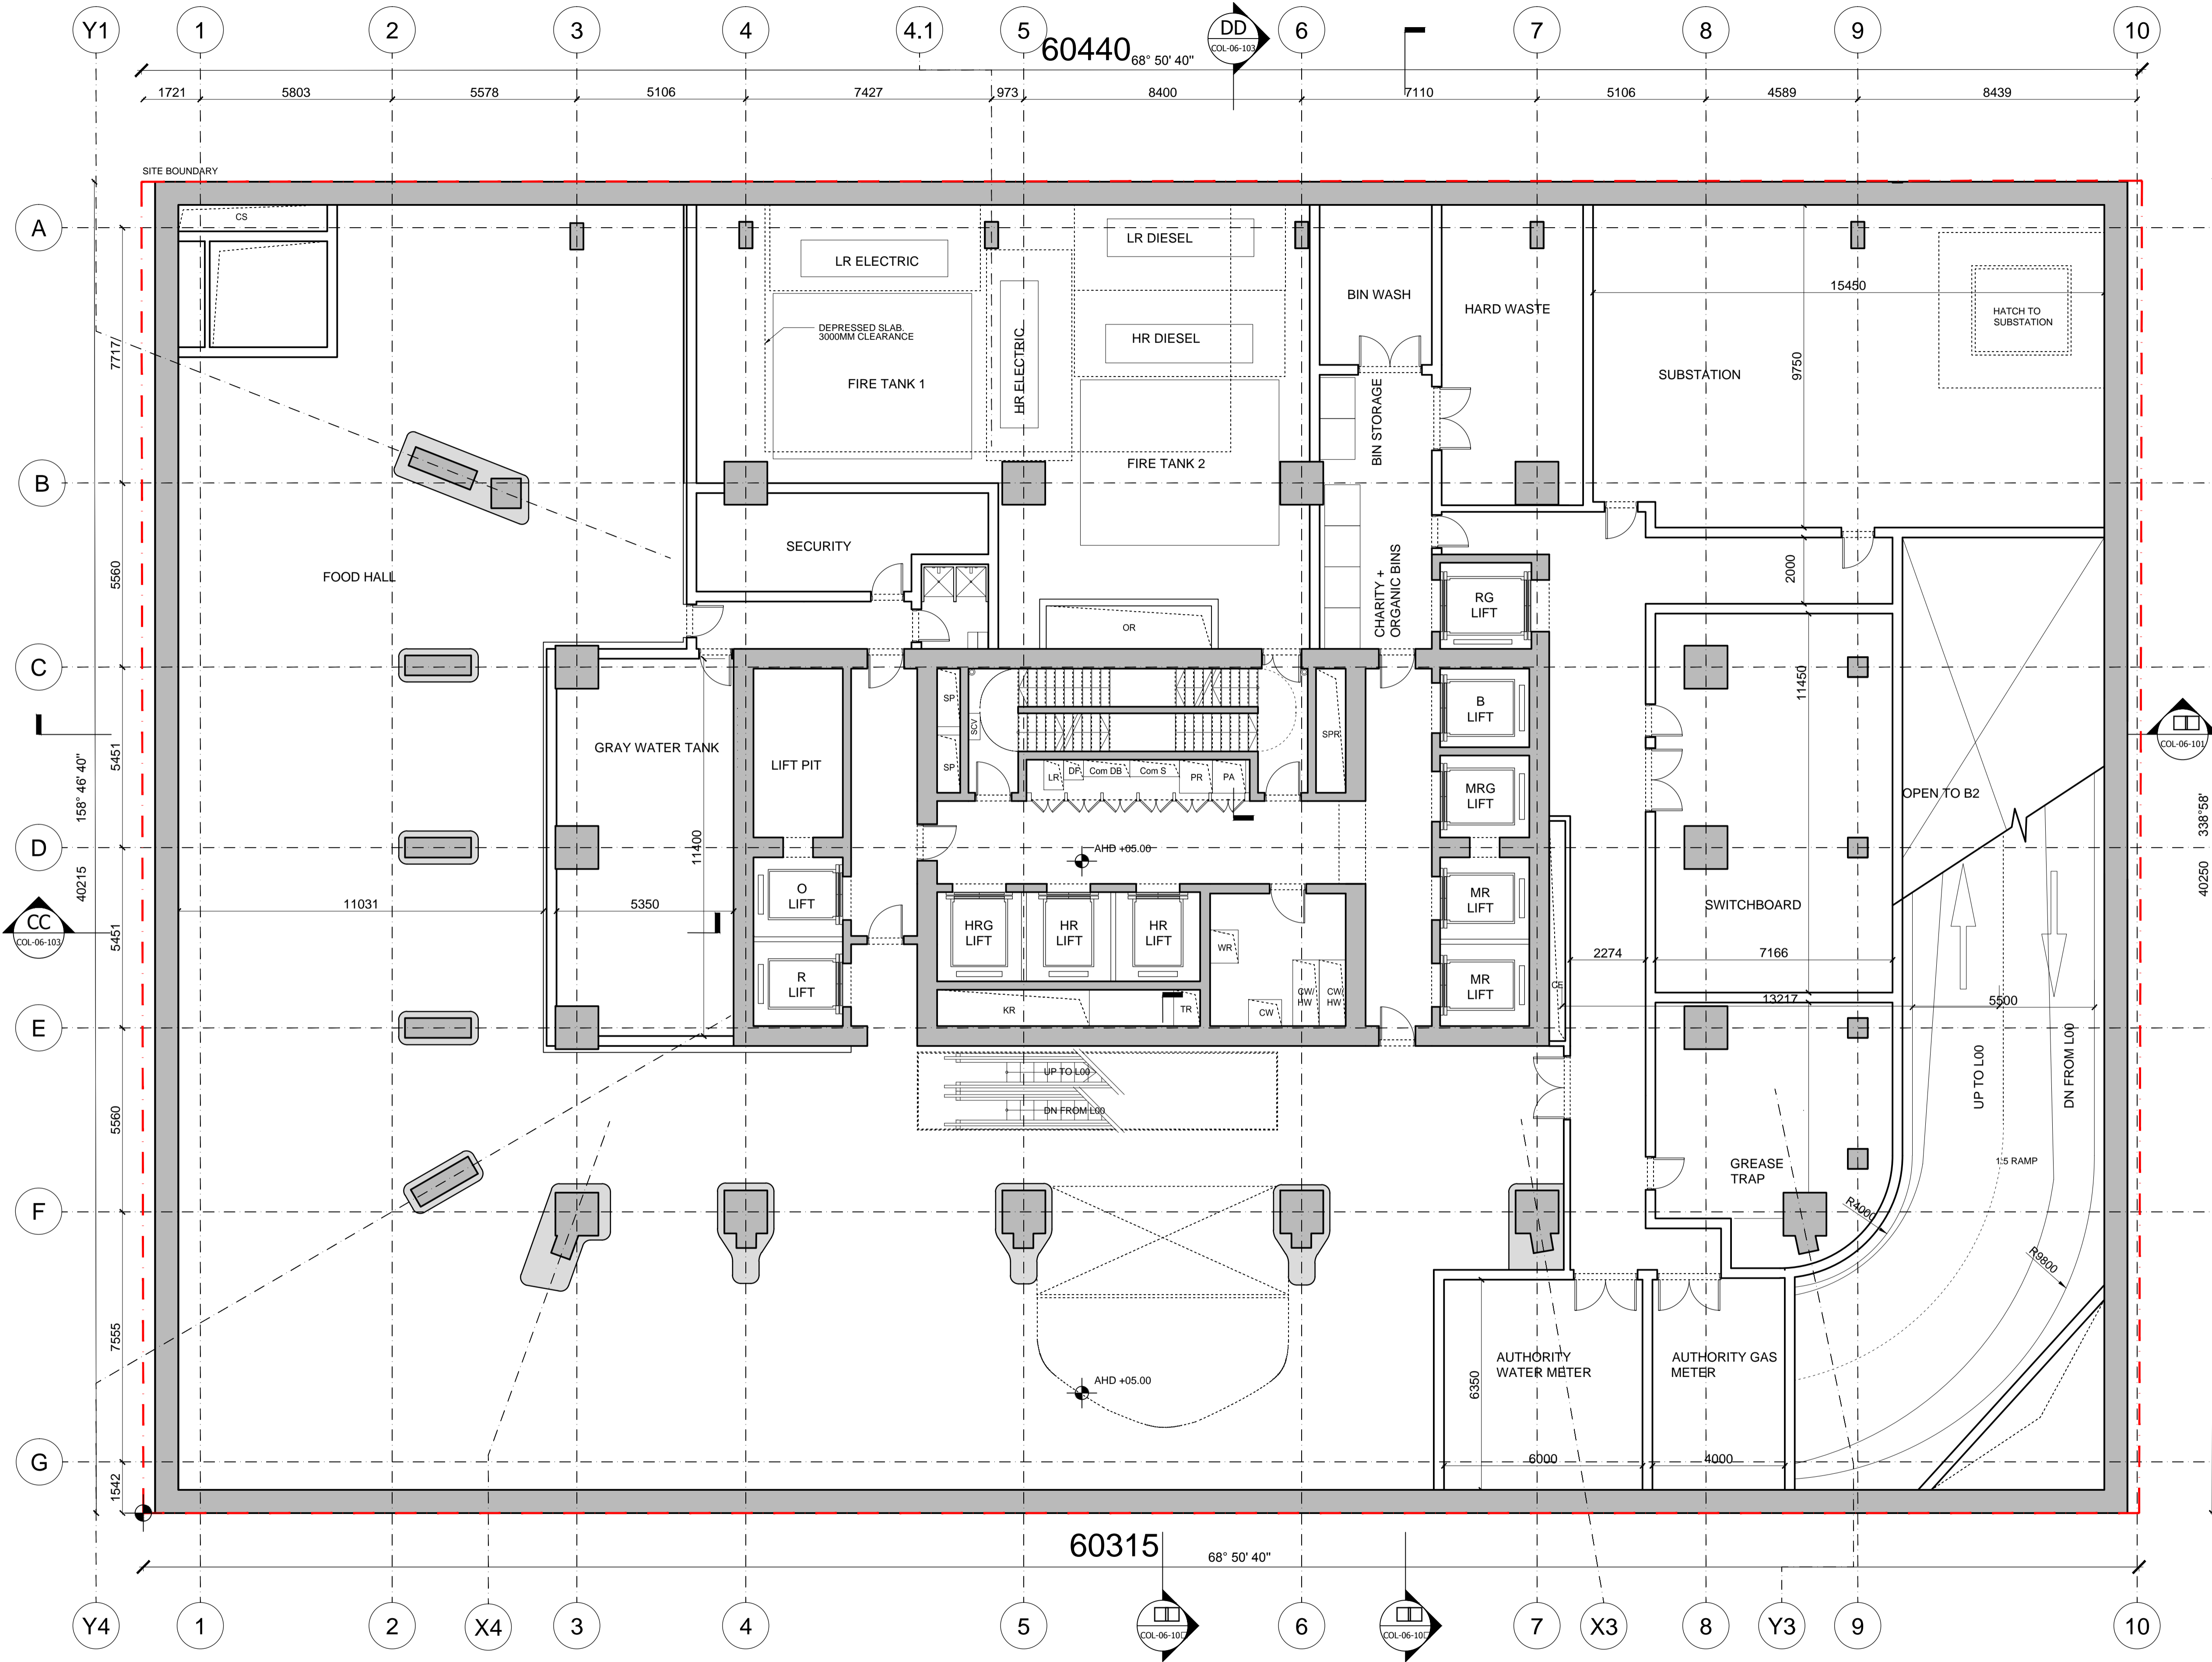 Y1
1
2
3
4
4.1
5
60440
68° 50' 40"
DD
COL-06-103
6
7
8
9
10
1721
5803
5578
5106
7427
973
8400
7110
5106
4589
8439
SITE BOUNDARY
A
CS
LR ELECTRIC
LR DIESEL
BIN WASH
HARD WASTE
15450
HATCH TO
SUBSTATION
DEPRESSED SLAB.
3000MM CLEARANCE
HR DIESEL
HR ELECTRIC
7717
FIRE TANK 1
SUBSTATION
9750
BIN STORAGE
B
FIRE TANK 2
SECURITY
FOOD HALL
5560
2000
CHARITY +
ORGANIC BINS
RG
LIFT
OR
C
SP
SCV
SPR
B
LIFT
11450
5451
158° 46' 40"
GRAY WATER TANK
LIFT PIT
SP
LR
DF
Com DB
Com S
PR
PA
MRG
LIFT
OPEN TO B2
COL-06-101
338°58'
D
11400
AHD +05.00
40215
40250
O
LIFT
MR
LIFT
11031
5350
SWITCHBOARD
CC
COL-06-103
5451
HRG
LIFT
HR
LIFT
HR
LIFT
WR
2274
7166
R
LIFT
MR
LIFT
CE
CW/
HW
CW/
HW
13217
5500
KR
TR
CW
E
UP TO L00
DN FROM L00
UP TO L00
DN FROM L00
5560
GREASE
TRAP
1:5 RAMP
F
R4000
R9800
7555
AUTHORITY
WATER METER
AUTHORITY GAS
METER
AHD +05.00
6350
G
6000
4000
1542
60315
68° 50' 40"
Y4
1
2
X4
3
4
5
COL-06-10
6
COL-06-10
7
X3
8
Y3
9
10